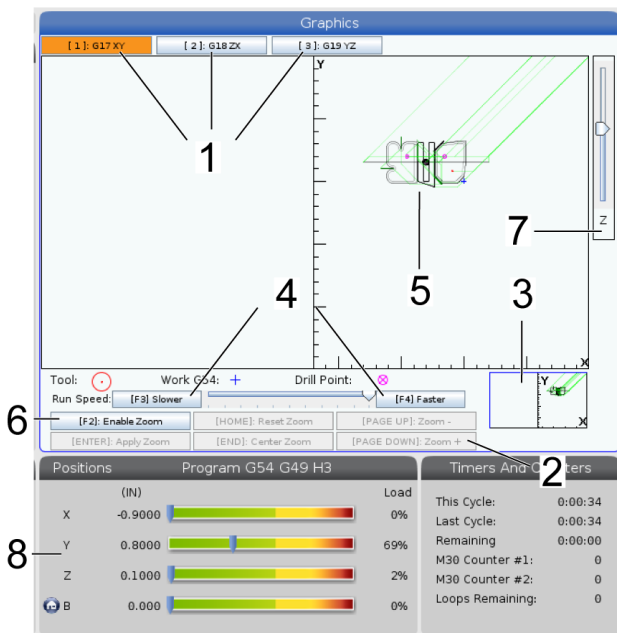 Graphics
[ 1 ]: G17 XY [ 2 ]: G18 ZX [ 3 ]: G19 YZ
Y
1
7
Z
4
5
3
X
Tool: Work G54: + Drill Point:
Y
X
Run Speed: [F3] Slower [F4] Faster
6
[F2]: Enable Zoom [HOME]: Reset Zoom [PAGE UP]: Zoom -
[ENTER]: Apply Zoom [END]: Center Zoom [PAGE DOWN]: Zoom +
2
Positions Program G54 G49 H3
(IN) Load
X -0.9000 0%
8
Y 0.8000 69%
Z 0.1000 2%
B 0.000 0%
Timers And Counters
This Cycle: 0:00:34
Last Cycle: 0:00:34
Remaining 0:00:00
M30 Counter #1: 0
M30 Counter #2: 0
Loops Remaining: 0